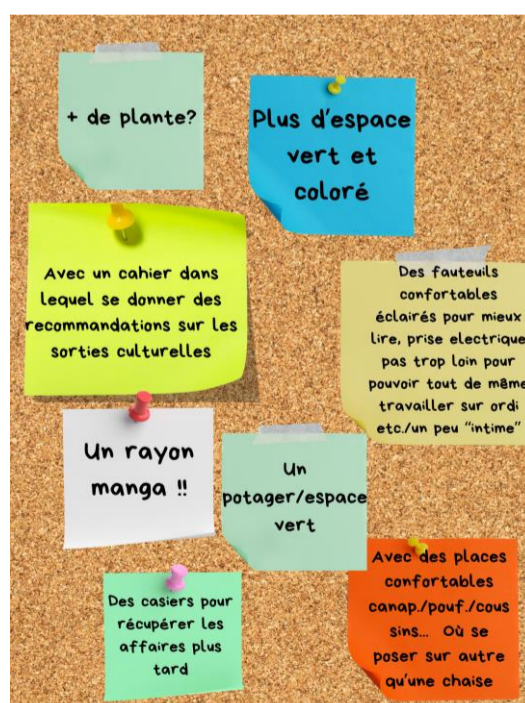 + de plante?
Plus d'espace
vert et
coloré
Avec un cahier dans
lequel se donner des
recommandations sur les
sorties culturelles
Des fauteuils
confortables
éclairés pour mieux
lire, prise electrique
pas trop loin pour
pouvoir tout de même
travailler sur ordi
etc./un peu "intime"
Un rayon
manga !!
Un
potager/espace
vert
Des casiers pour
récupérer les
affaires plus
tard
Avec des places
confortables
canap./pouf./cous
sins... Où se
poser sur autre
qu'une chaise